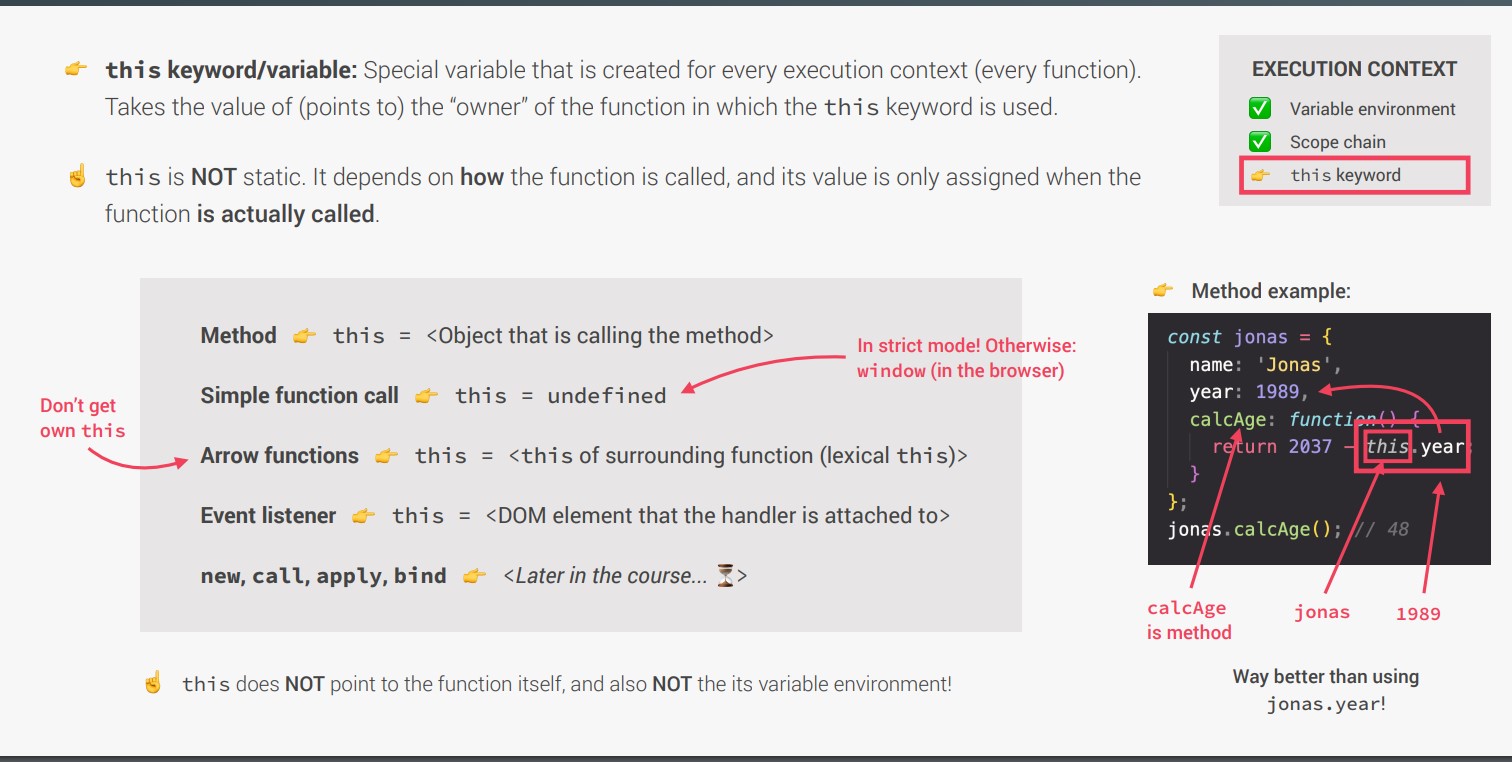 👉 this keyword/variable: Special variable that is created for every execution context (every function).
Takes the value of (points to) the “owner” of the function in which the this keyword is used.
☝️ this is NOT static. It depends on how the function is called, and its value is only assigned when the
function is actually called.
EXECUTION CONTEXT
✅ Variable environment
✅ Scope chain
👉 this keyword
Method 👉 this = <Object that is calling the method>
In strict mode! Otherwise:
window (in the browser)
Simple function call 👉 this = undefined
Don’t get
own this
Arrow functions 👉 this = <this of surrounding function (lexical this)>
Event listener 👉 this = <DOM element that the handler is attached to>
new, call, apply, bind 👉 <Later in the course... ⏳>
☝️ this does NOT point to the function itself, and also NOT the its variable environment!
👉 Method example:
const jonas = {
name: 'Jonas',
year: 1989,
calcAge: function() {
return 2037 - this.year;
}
};
jonas.calcAge(); // 48
calcAge
is method
jonas
1989
Way better than using
jonas.year!